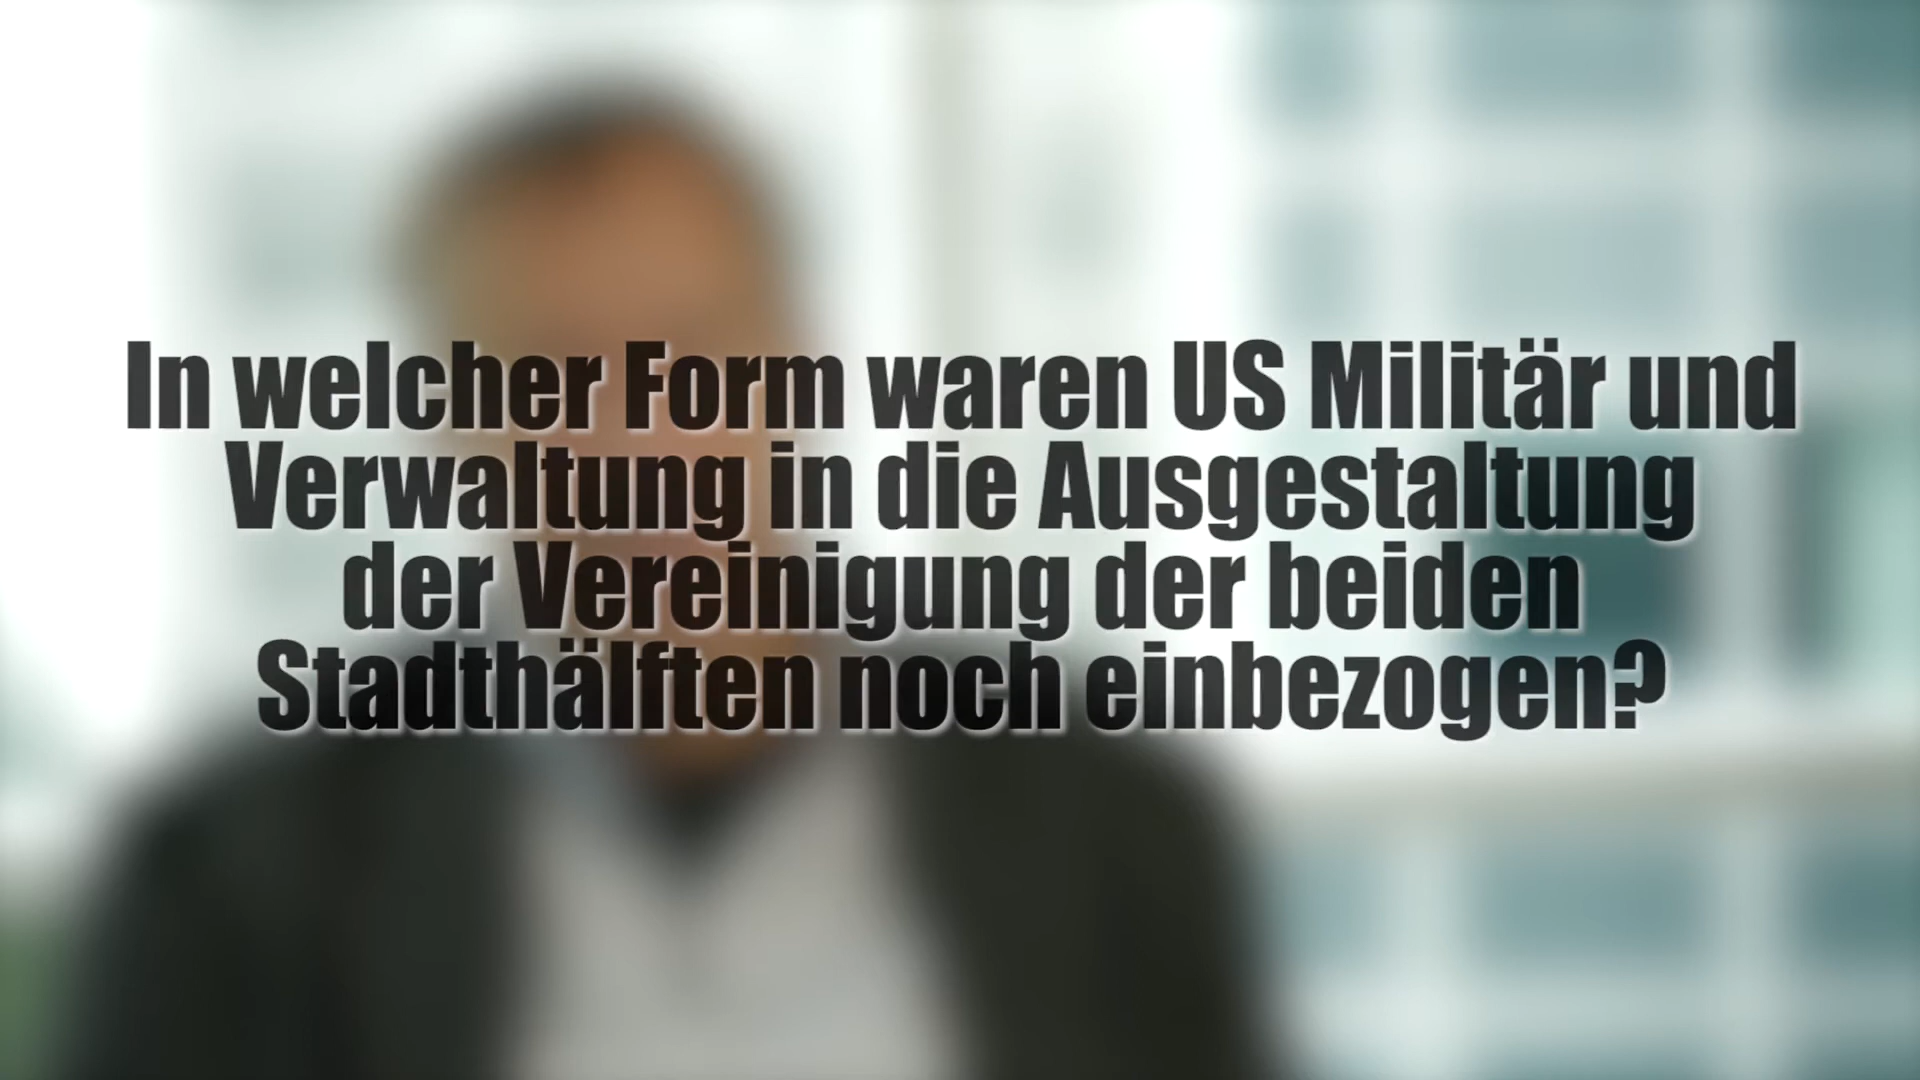 In welcher Form waren US Militär und
Verwaltung in die Ausgestaltung
der Vereinigung der beiden
Stadthälften noch einbezogen?